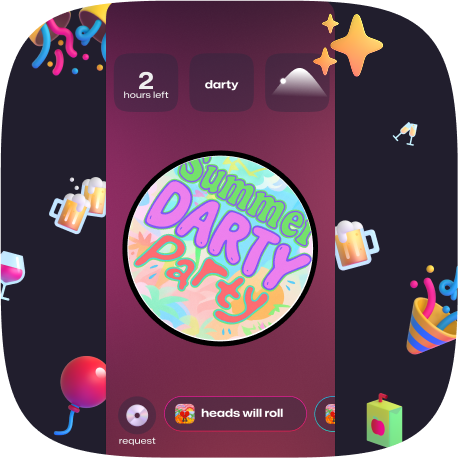 2
hours left
darty
Summer
DARTY
Party
heads will roll
request